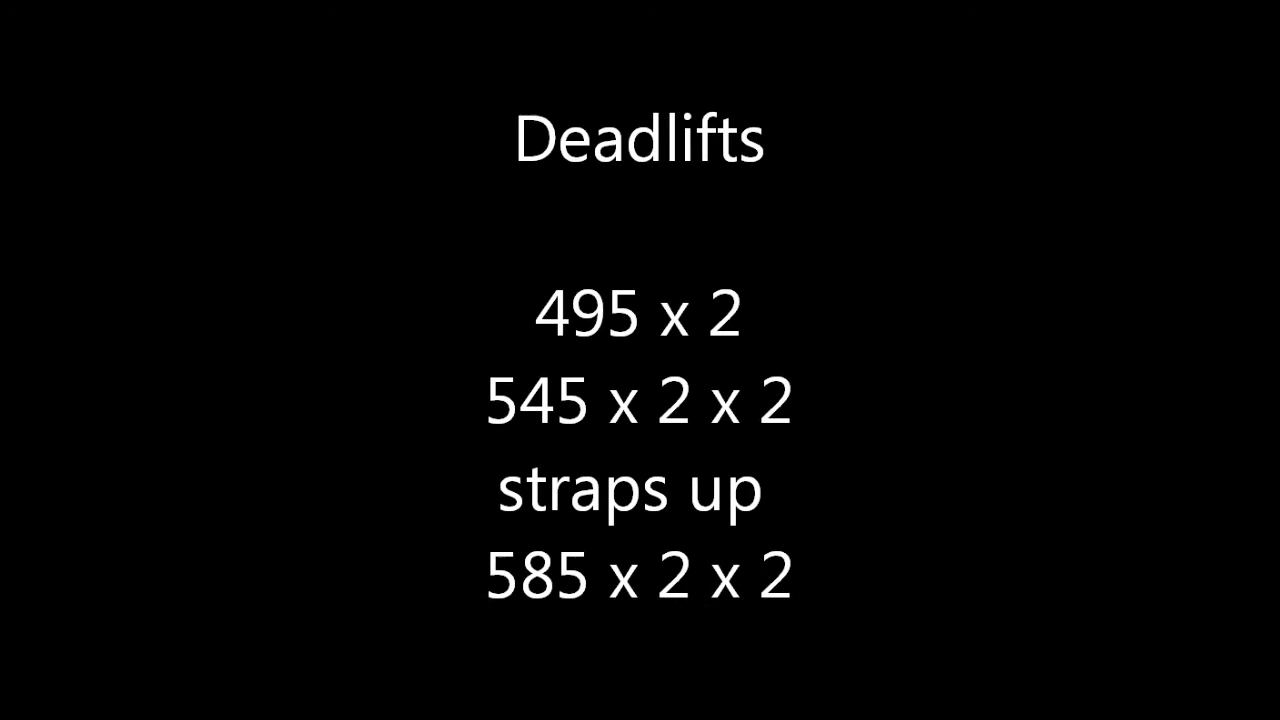 Deadlifts
495 x 2
545 x 2 x 2
straps up
585 x 2 x 2